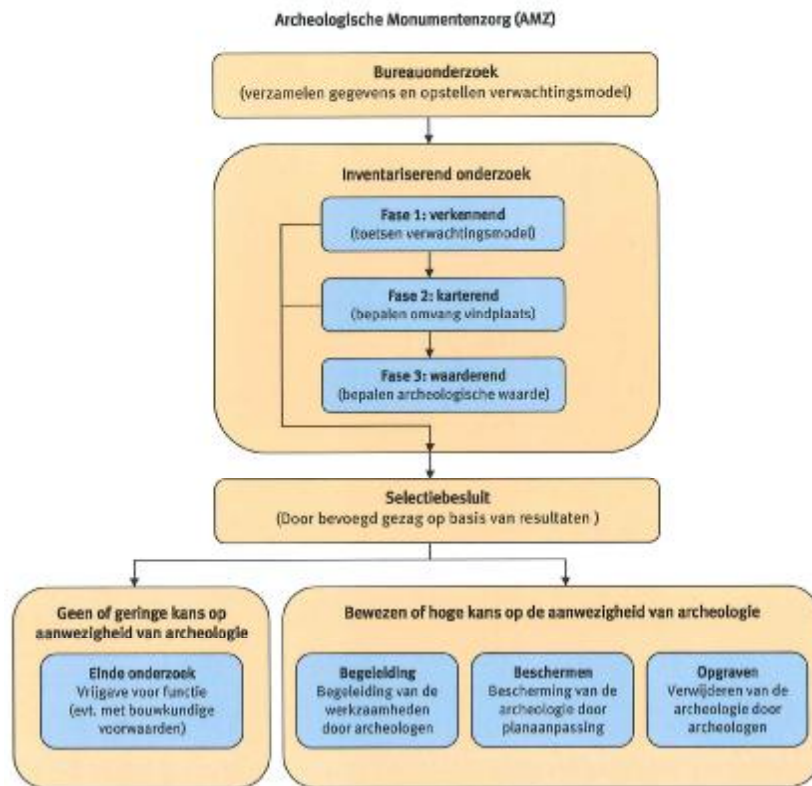 Archeologische Monumentenzorg (AMZ)
Bureauonderzoek
(verzamelen gegevens en opstellen verwachtingsmodel)
Inventariserend onderzoek
Fase 1: verkennend
(toetsen verwachtingsmodel)
Fase 2: karterend
(bepalen omvang vindplaats)
Fase 3: waarderend
(bepalen archeologische waarde)
Selectiebesluit
(Door bevoegd gezag op basis van resultaten )
Geen of geringe kans op
aanwezigheid van archeologie
Einde onderzoek
Vrijgave voor functie
(evt. met bouwkundige
voorwaarden)
Bewezen of hoge kans op de aanwezigheid van archeologie
Begeleiding
Begeleiding van de
werkzaamheden
door archeologen
Beschermen
Bescherming van de
archeologie door
planaanpassing
Opgraven
Verwijderen van de
archeologie door
archeologen